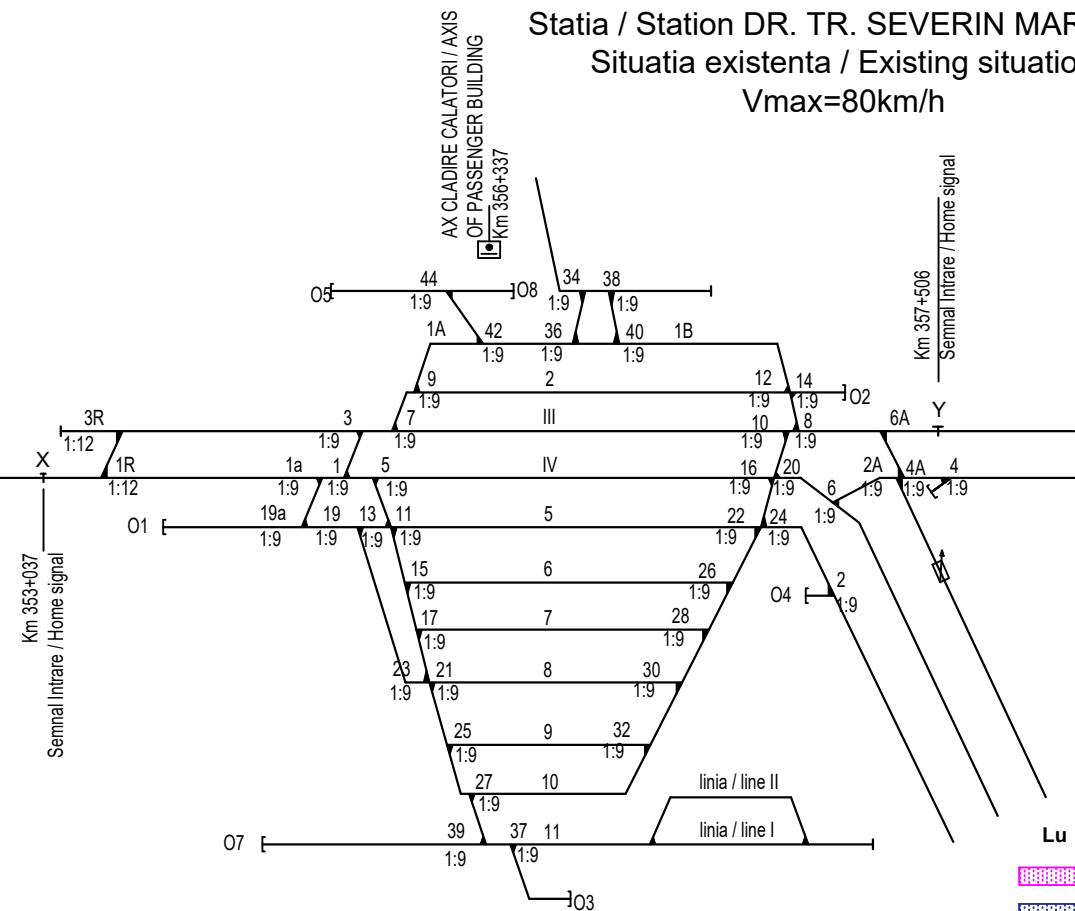 Statia / Station DR. TR. SEVERIN MAR
Situatia existenta / Existing situatio
Vmax=80km/h
AX CLADIRE CALATORI / AXIS
OF PASSENGER BUILDING
Km 356+337
Km 357+506
Semnal Intrare / Home signal
O5
44
1:9
O8
34
1:9
38
1:9
1A
42
1:9
36
1:9
40
1:9
1B
9
1:9
2
12
1:9
14
1:9
O2
3R
1:12
3
1:9
7
1:9
III
10
1:9
8
1:9
6A
Y
X
1R
1:12
1a
1:9
1
1:9
5
1:9
IV
16
1:9
20
6
1:9
2A
1:9
4A
1:9
4
1:9
O1
19a
1:9
19
1:9
13
1:9
11
1:9
5
22
1:9
24
1:9
15
1:9
6
26
1:9
O4
2
1:9
17
1:9
7
28
1:9
23
1:9
21
1:9
8
30
1:9
25
1:9
9
32
1:9
27
1:9
10
linia / line II
O7
39
1:9
37
1:9
11
linia / line I
O3
Km 353+037
Semnal Intrare / Home signal
Lu